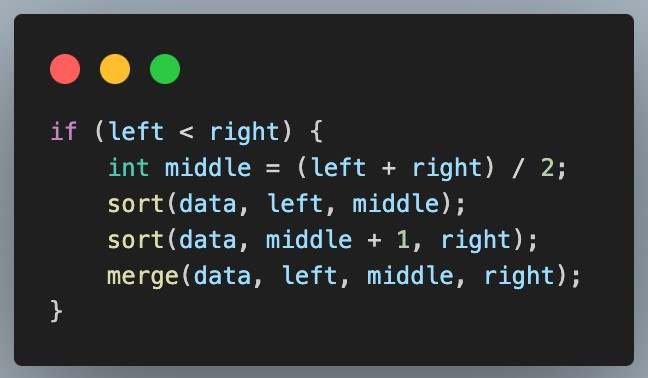 if (left < right) {
    int middle = (left + right) / 2;
    sort(data, left, middle);
    sort(data, middle + 1, right);
    merge(data, left, middle, right);
}